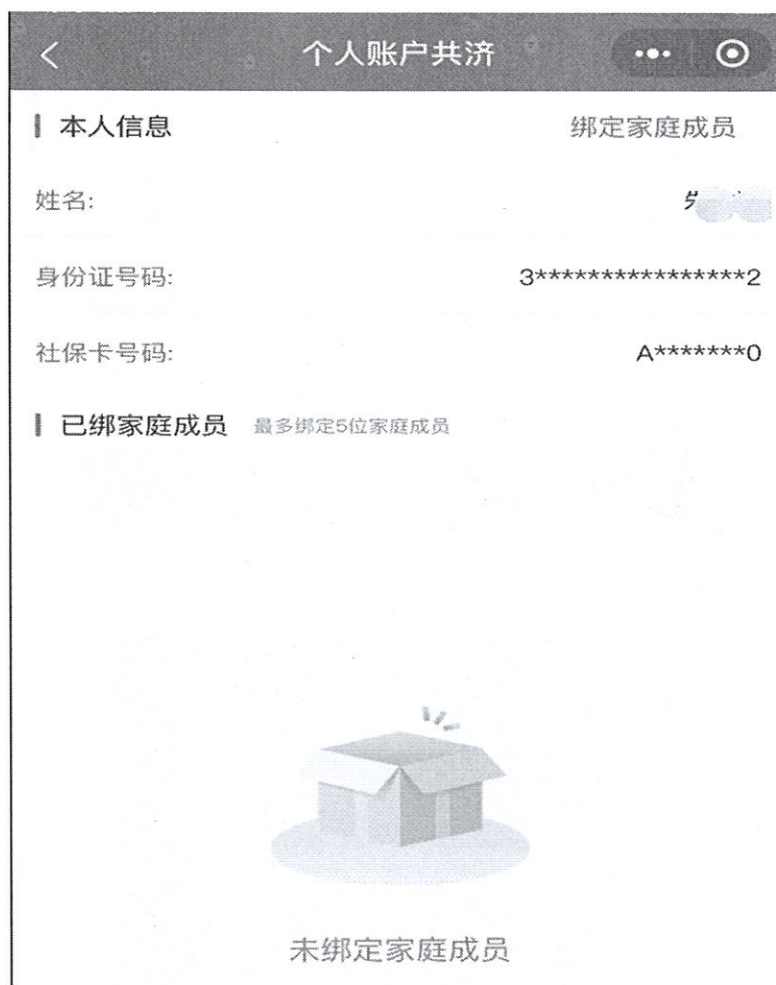 个人账户共济
本人信息 绑定家庭成员
姓名:
身份证号码: 3****************2
社保卡号码: A*******0
已绑家庭成员 最多绑定5位家庭成员
未绑定家庭成员